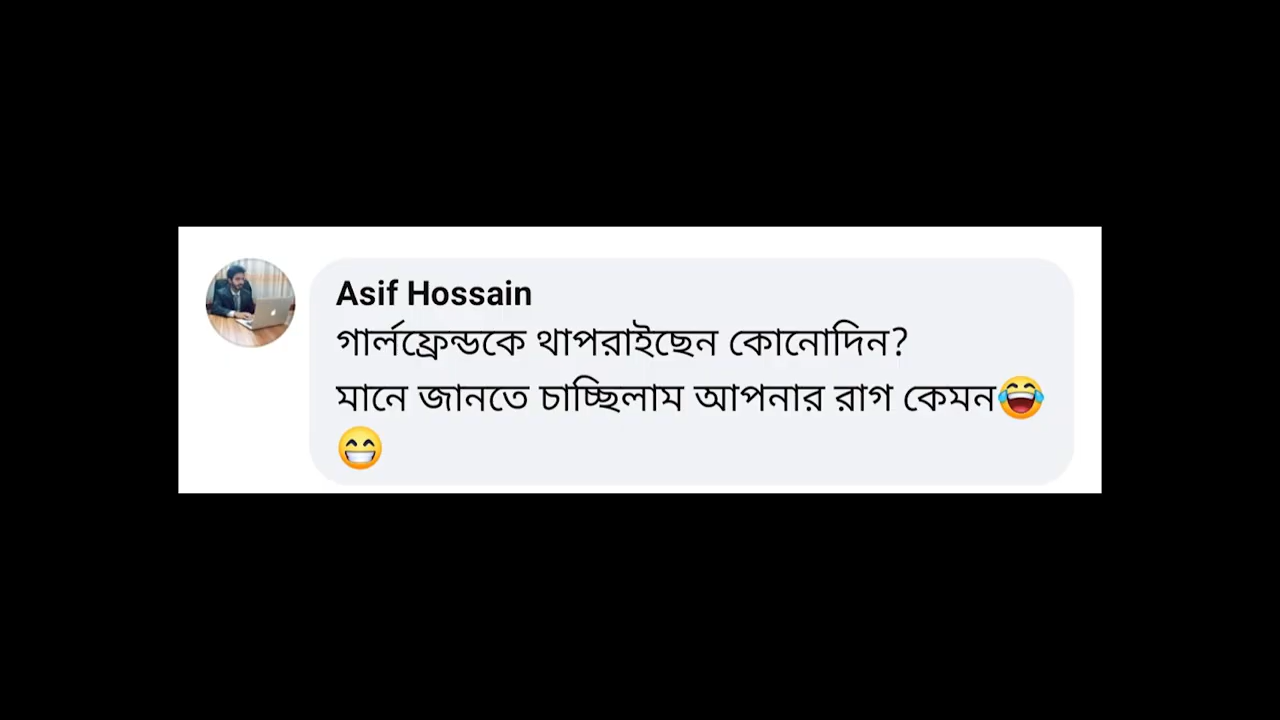 Asif Hossain
গার্লফ্রেন্ডকে থাপরাইছেন কোনোদিন?
মানে জানতে চাচ্ছিলাম আপনার রাগ কেমন😂
😁